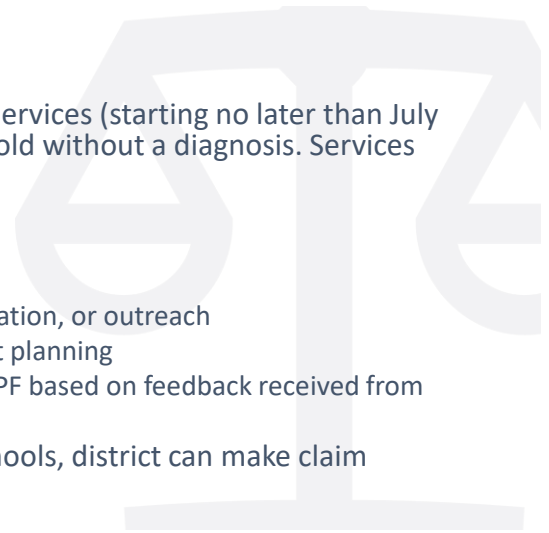 ervices (starting no later than July
old without a diagnosis. Services
ation, or outreach
t planning
PF based on feedback received from
hools, district can make claim